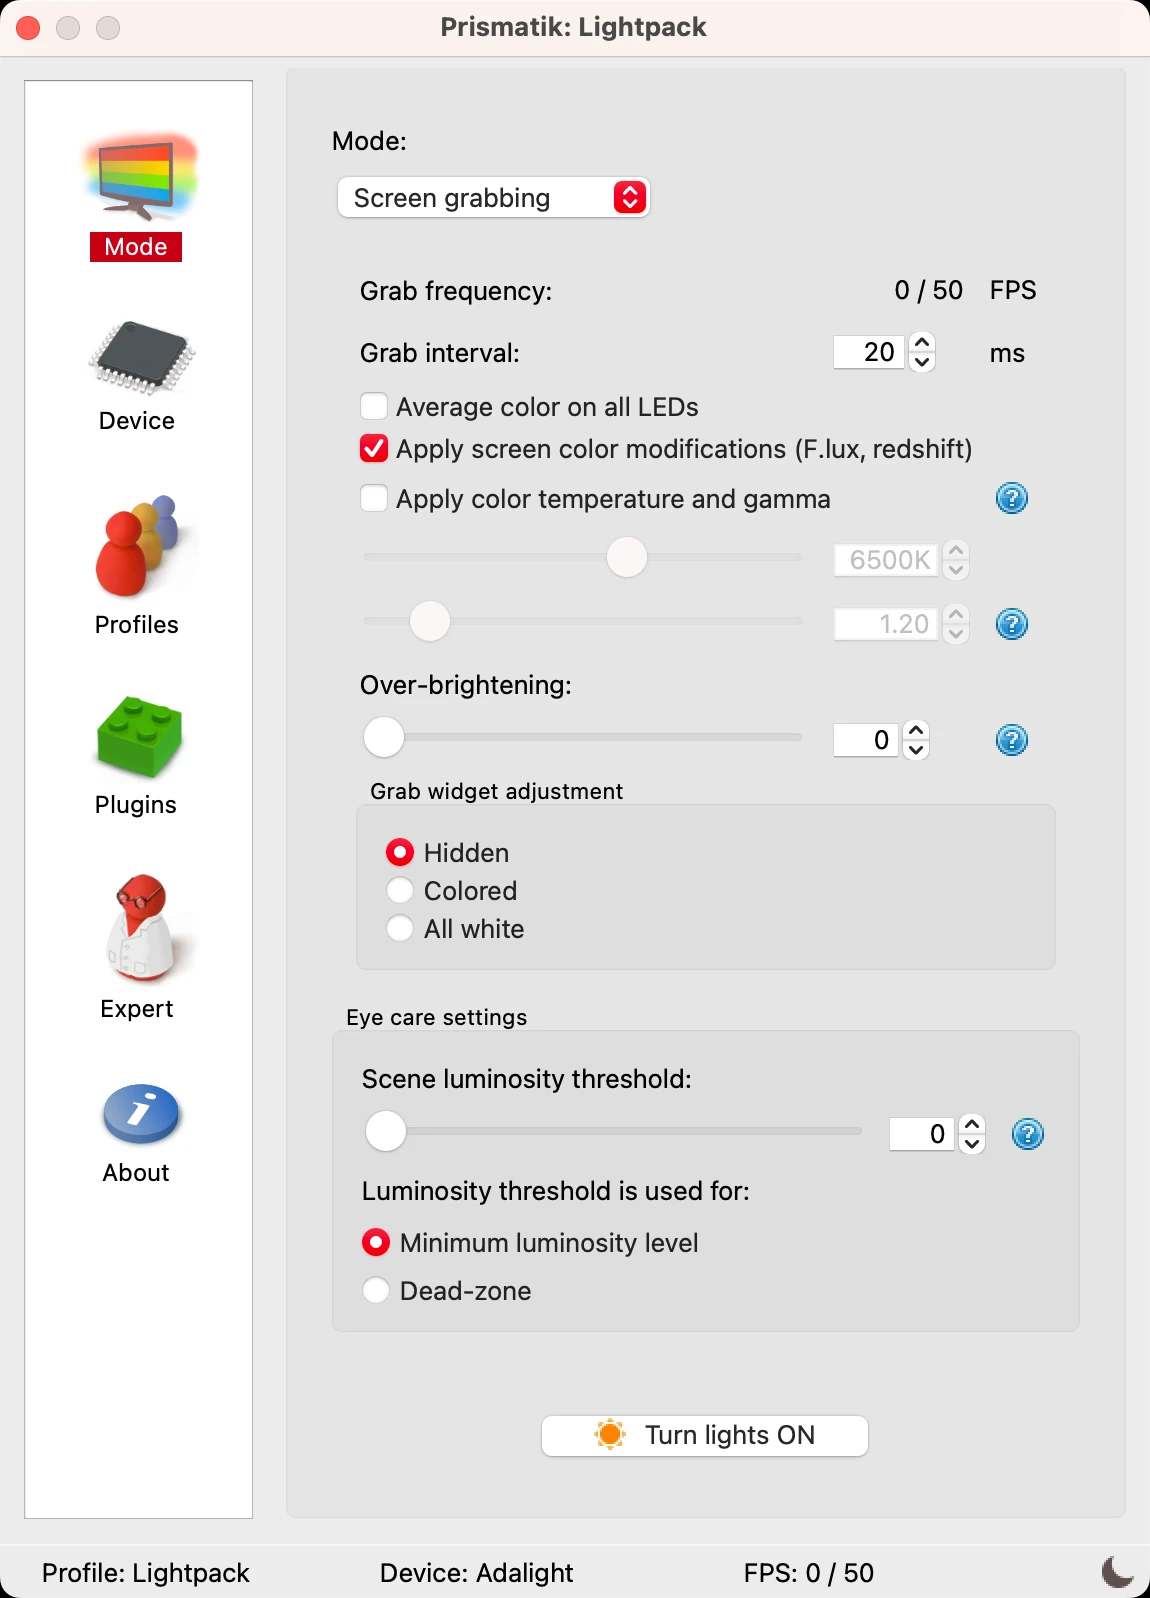 Prismatik: Lightpack
Mode
Device
Profiles
Plugins
Expert
About
Mode:
Screen grabbing
Grab frequency: 0 / 50 FPS
Grab interval: 20 ms
Average color on all LEDs
Apply screen color modifications (F.lux, redshift)
Apply color temperature and gamma ?
6500K
1.20 ?
Over-brightening:
0 ?
Grab widget adjustment
Hidden
Colored
All white
Eye care settings
Scene luminosity threshold:
0 ?
Luminosity threshold is used for:
Minimum luminosity level
Dead-zone
Turn lights ON
Profile: Lightpack Device: Adalight FPS: 0 / 50